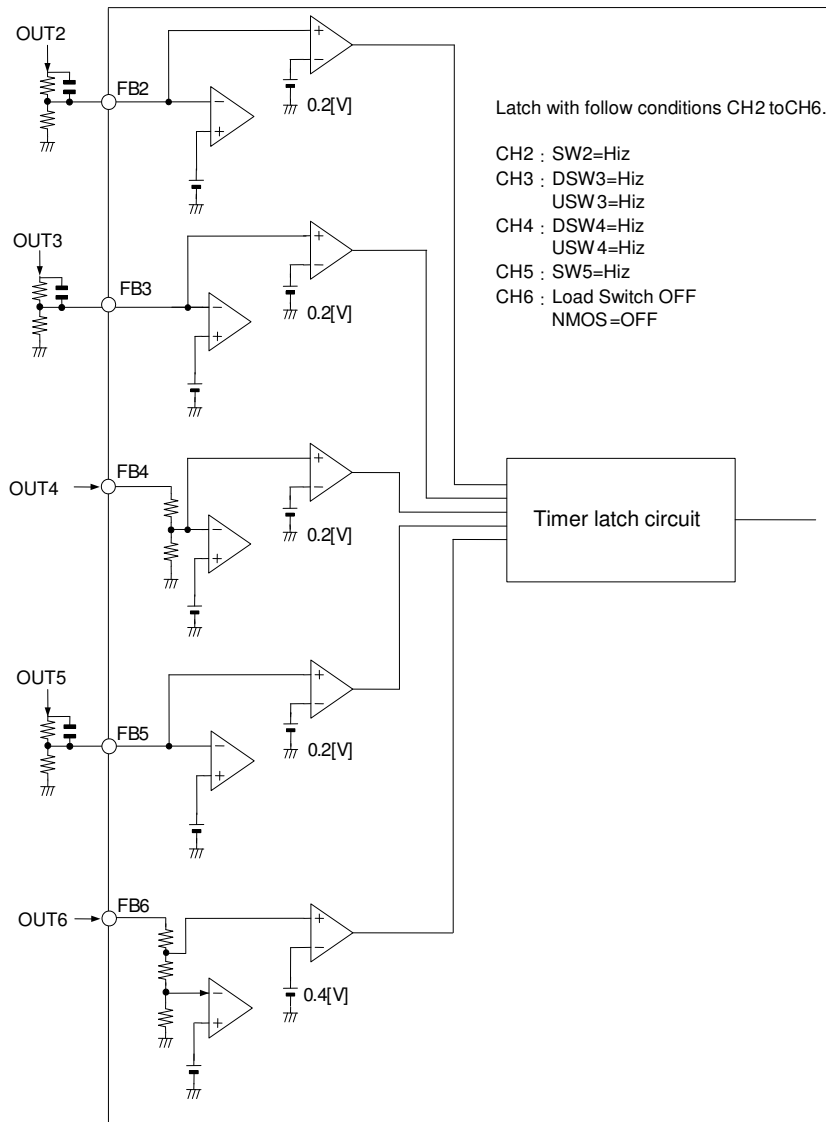 OUT2
FB2
0.2[V]
Latch with follow conditions CH2 toCH6.
CH2 : SW2=Hiz
CH3 : DSW3=Hiz
USW3=Hiz
CH4 : DSW4=Hiz
USW4=Hiz
CH5 : SW5=Hiz
CH6 : Load Switch OFF
NMOS=OFF
OUT3
FB3
0.2[V]
FB4
OUT4
0.2[V]
Timer latch circuit
OUT5
FB5
0.2[V]
FB6
OUT6
0.4[V]